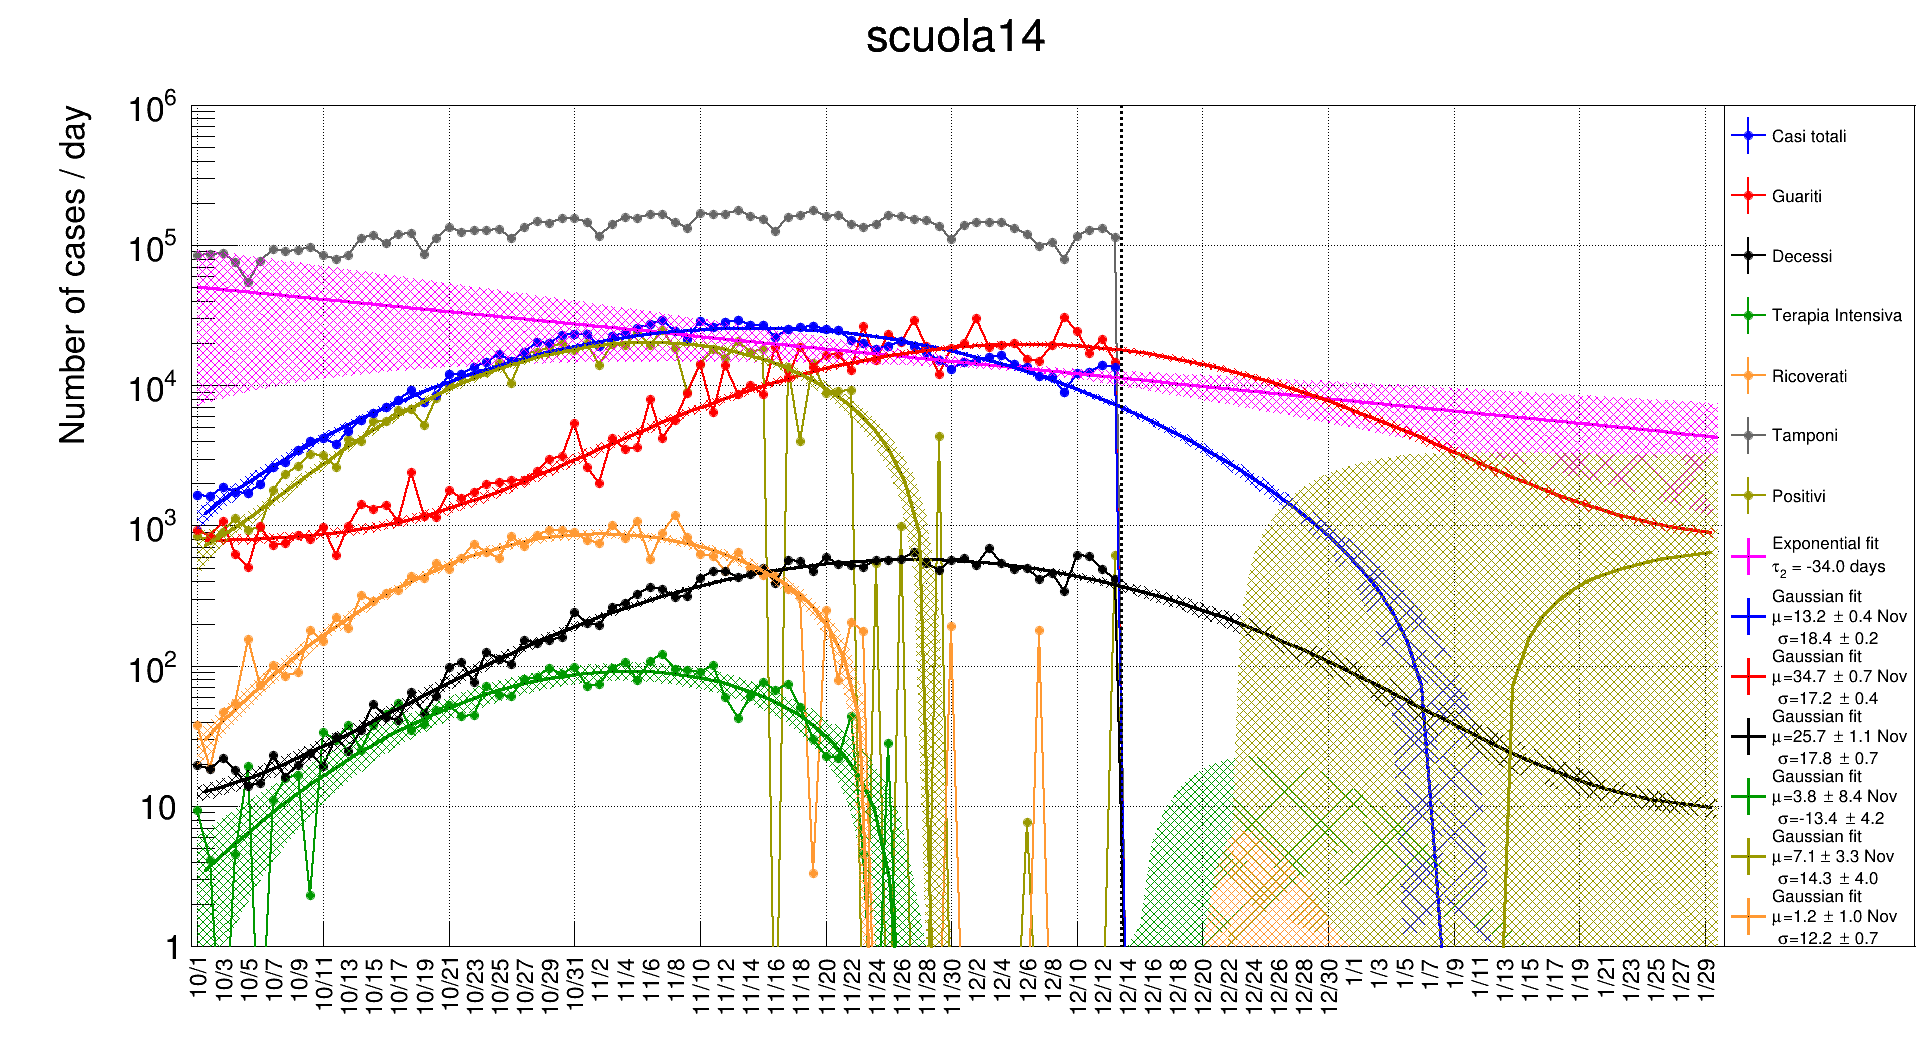 scuola14
Number of cases / day
10^6
10^5
10^4
10^3
10^2
10
1
10/1 10/3 10/5 10/7 10/9 10/11 10/13 10/15 10/17 10/19 10/21 10/23 10/25 10/27 10/29 10/31 11/2 11/4 11/6 11/8 11/10 11/12 11/14 11/16 11/18 11/20 11/22 11/24 11/26 11/28 11/30 12/2 12/4 12/6 12/8 12/10 12/12 12/14 12/16 12/18 12/20 12/22 12/24 12/26 12/28 12/30 1/1 1/3 1/5 1/7 1/9 1/11 1/13 1/15 1/17 1/19 1/21 1/23 1/25 1/27 1/29
Casi totali
Guariti
Decessi
Terapia Intensiva
Ricoverati
Tamponi
Positivi
Exponential fit
τ₂ = -34.0 days
Gaussian fit
μ=13.2 ± 0.4 Nov
σ=18.4 ± 0.2
Gaussian fit
μ=34.7 ± 0.7 Nov
σ=17.2 ± 0.4
Gaussian fit
μ=25.7 ± 1.1 Nov
σ=17.8 ± 0.7
Gaussian fit
μ=3.8 ± 8.4 Nov
σ=-13.4 ± 4.2
Gaussian fit
μ=7.1 ± 3.3 Nov
σ=14.3 ± 4.0
Gaussian fit
μ=1.2 ± 1.0 Nov
σ=12.2 ± 0.7